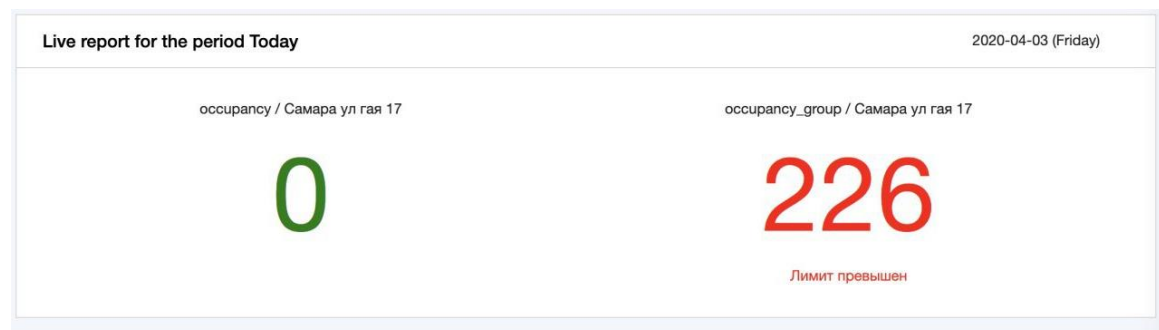 Live report for the period Today
2020-04-03 (Friday)
occupancy / Самара ул гая 17
occupancy_group / Самара ул гая 17
0
226
Лимит превышен